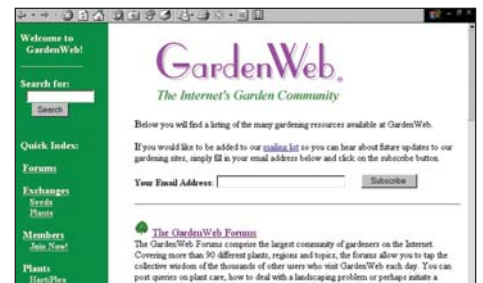 Welcome to
GardenWeb!
Search for:
Search
Quick Index:
Forums
Exchanges
Seeds
Plants
Members
Join Now!
Plants
HortiPlex
GardenWeb®
The Internet's Garden Community
Below you will find a listing of the many gardening resources available at GardenWeb.
If you would like to be added to our mailing list so you can hear about future updates to our
gardening sites, simply fill in your email address below and click on the subscribe button.
Your Email Address: Subscribe
The GardenWeb Forums
The GardenWeb Forums comprise the largest community of gardeners on the Internet.
Covering more than 90 different plants, regions and topics, the forums allow you to tap the
collective wisdom of the thousands of other users who visit GardenWeb each day. You can
post queries on plant care, how to deal with a landscaping problem or perhaps initiate a